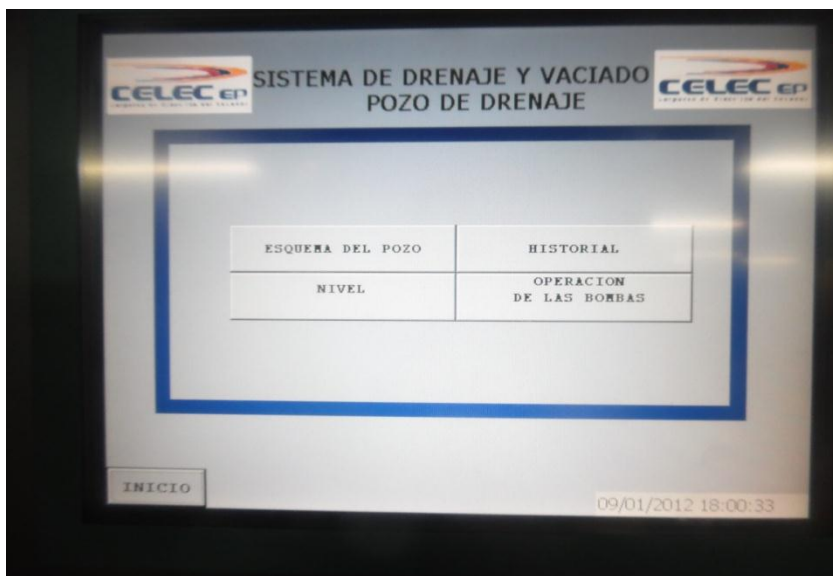 CELEC EP
SISTEMA DE DRENAJE Y VACIADO
POZO DE DRENAJE
CELEC EP
ESQUEMA DEL POZO
HISTORIAL
NIVEL
OPERACION
DE LAS BOMBAS
INICIO
09/01/2012 18:00:33